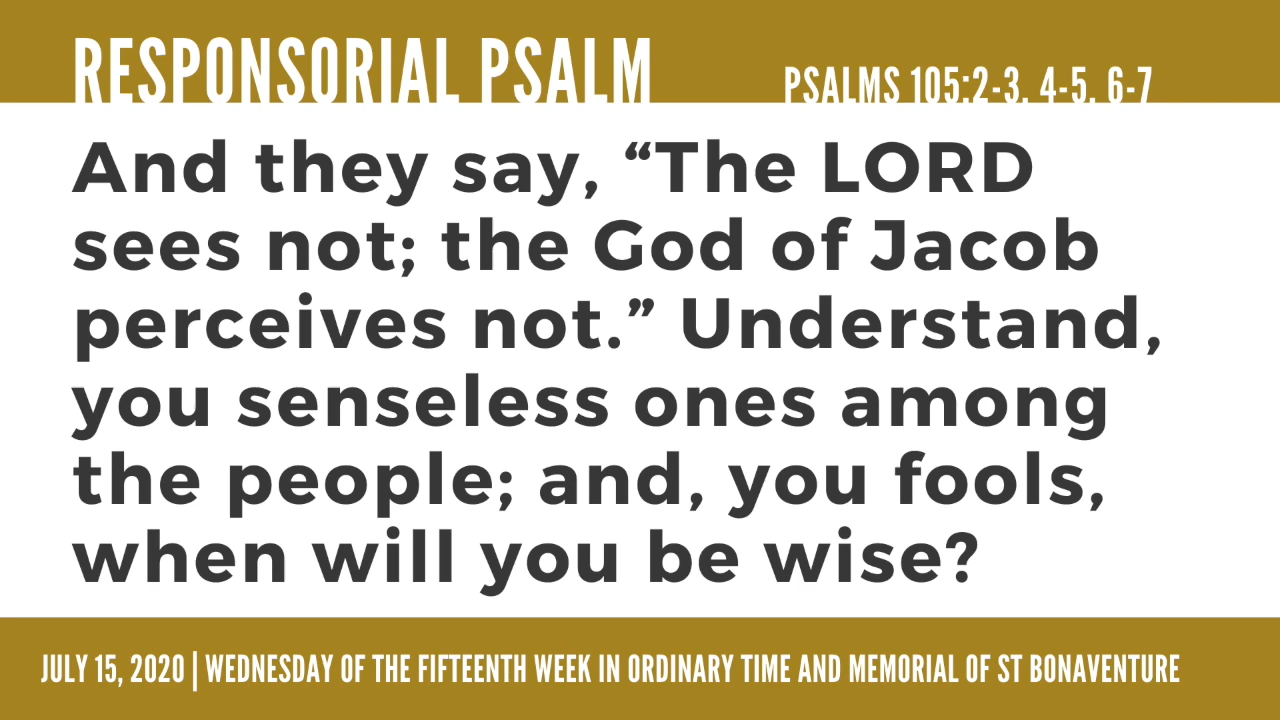 RESPONSORIAL PSALM
PSALMS 105:2-3, 4-5, 6-7
And they say, “The LORD
sees not; the God of Jacob
perceives not.” Understand,
you senseless ones among
the people; and, you fools,
when will you be wise?
JULY 15, 2020 | WEDNESDAY OF THE FIFTEENTH WEEK IN ORDINARY TIME AND MEMORIAL OF ST BONAVENTURE